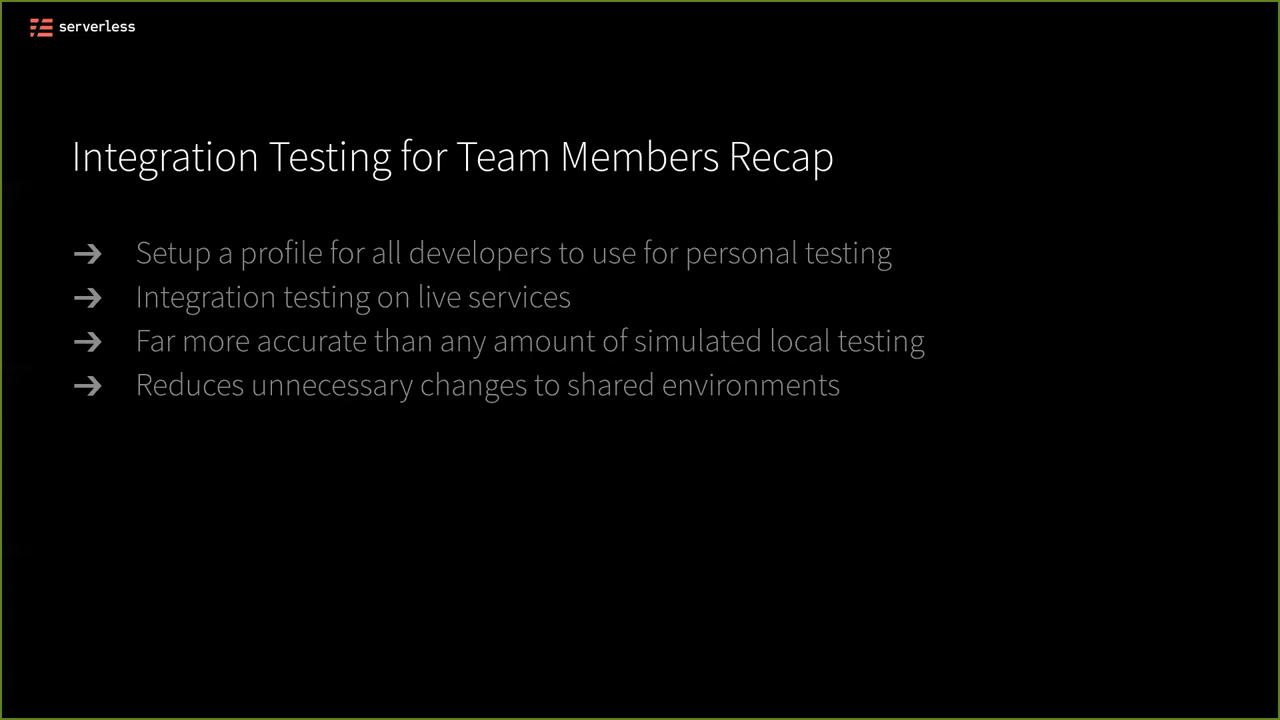 serverless
Integration Testing for Team Members Recap
➔ Setup a profile for all developers to use for personal testing
➔ Integration testing on live services
➔ Far more accurate than any amount of simulated local testing
➔ Reduces unnecessary changes to shared environments